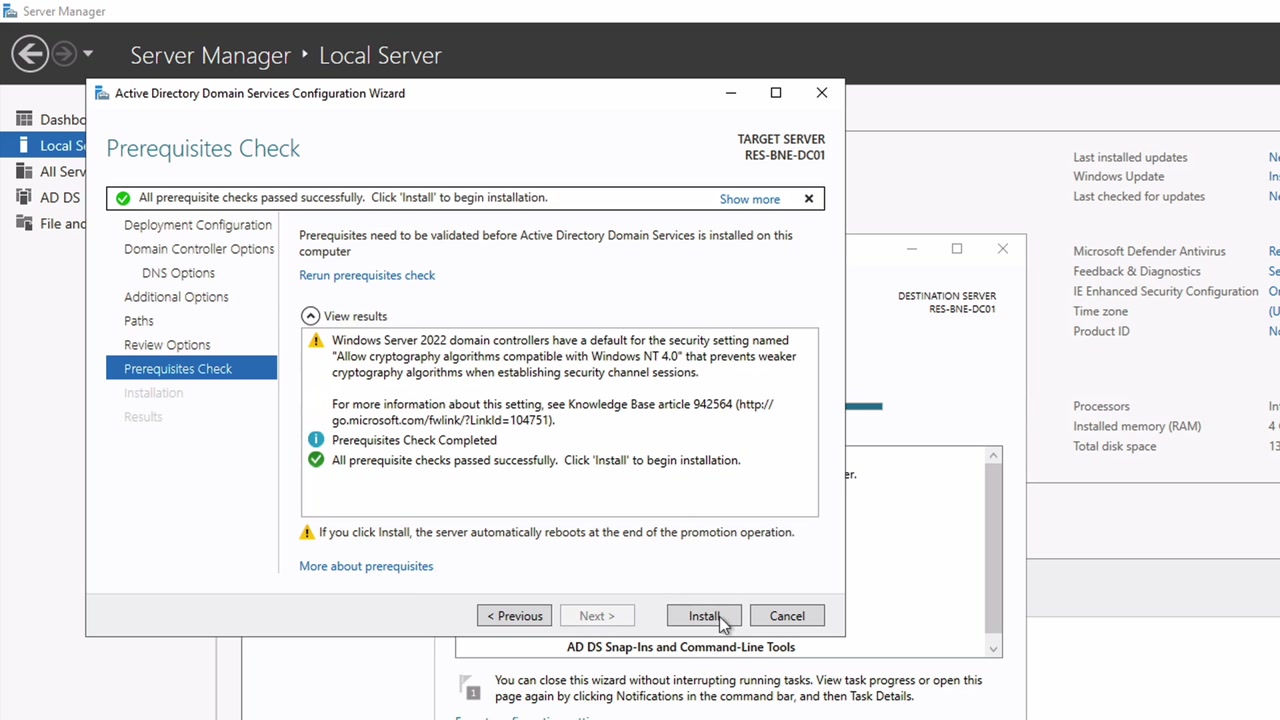 Server Manager
Server Manager ‣ Local Server
Active Directory Domain Services Configuration Wizard
Prerequisites Check
TARGET SERVER
RES-BNE-DC01
All prerequisite checks passed successfully. Click 'Install' to begin installation.
Show more
Dashbo
Local Se
All Serv
AD DS
File and
Deployment Configuration
Domain Controller Options
DNS Options
Additional Options
Paths
Review Options
Prerequisites Check
Installation
Results
Prerequisites need to be validated before Active Directory Domain Services is installed on this
computer
Rerun prerequisites check
View results
Windows Server 2022 domain controllers have a default for the security setting named
"Allow cryptography algorithms compatible with Windows NT 4.0" that prevents weaker
cryptography algorithms when establishing security channel sessions.
For more information about this setting, see Knowledge Base article 942564 (http://
go.microsoft.com/fwlink/?LinkId=104751).
Prerequisites Check Completed
All prerequisite checks passed successfully. Click 'Install' to begin installation.
If you click Install, the server automatically reboots at the end of the promotion operation.
More about prerequisites
< Previous
Next >
Install
Cancel
DESTINATION SERVER
RES-BNE-DC01
er.
AD DS Snap-Ins and Command-Line Tools
1
You can close this wizard without interrupting running tasks. View task progress or open this
page again by clicking Notifications in the command bar, and then Task Details.
Last installed updates
Ne
Windows Update
Ins
Last checked for updates
Ne
Microsoft Defender Antivirus
Re
Feedback & Diagnostics
Se
IE Enhanced Security Configuration
On
Time zone
(U
Product ID
No
Processors
Int
Installed memory (RAM)
4 G
Total disk space
13